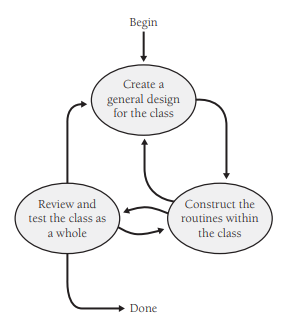 Begin
Create a
general design
for the class
Review and
test the class as
a whole
Construct the
routines within
the class
Done